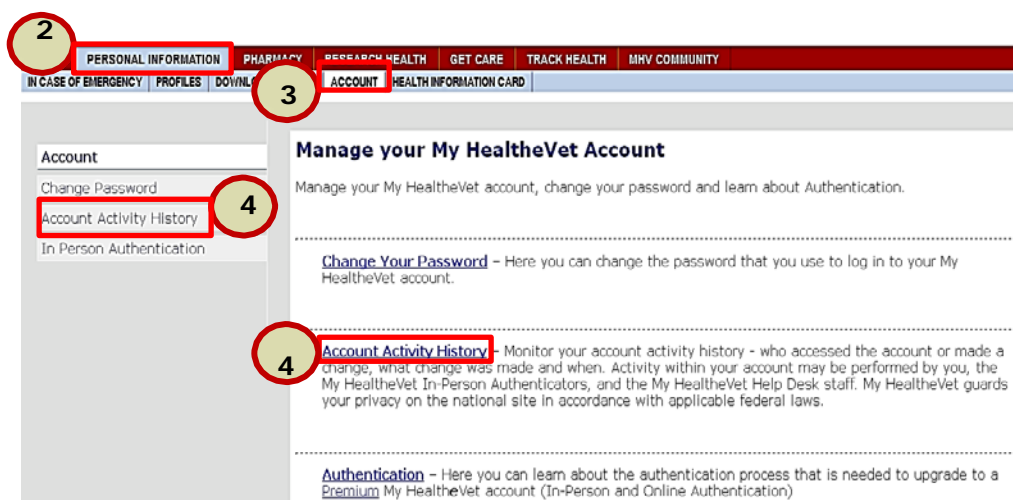 2
PERSONAL INFORMATION PHARMACY RESEARCH HEALTH GET CARE TRACK HEALTH MHV COMMUNITY
IN CASE OF EMERGENCY PROFILES ACCOUNT HEALTH INFORMATION CARD
3
Account
Change Password
Account Activity History
4
In Person Authentication
Manage your My HealtheVet Account
Manage your My HealtheVet account, change your password and learn about Authentication.
Change Your Password – Here you can change the password that you use to log in to your My
HealtheVet account.
4
Account Activity History – Monitor your account activity history - who accessed the account or made a
change, what change was made and when. Activity within your account may be performed by you, the
My HealtheVet In-Person Authenticators, and the My HealtheVet Help Desk staff. My HealtheVet guards
your privacy on the national site in accordance with applicable federal laws.
Authentication – Here you can learn about the authentication process that is needed to upgrade to a
Premium My HealtheVet account (In-Person and Online Authentication)